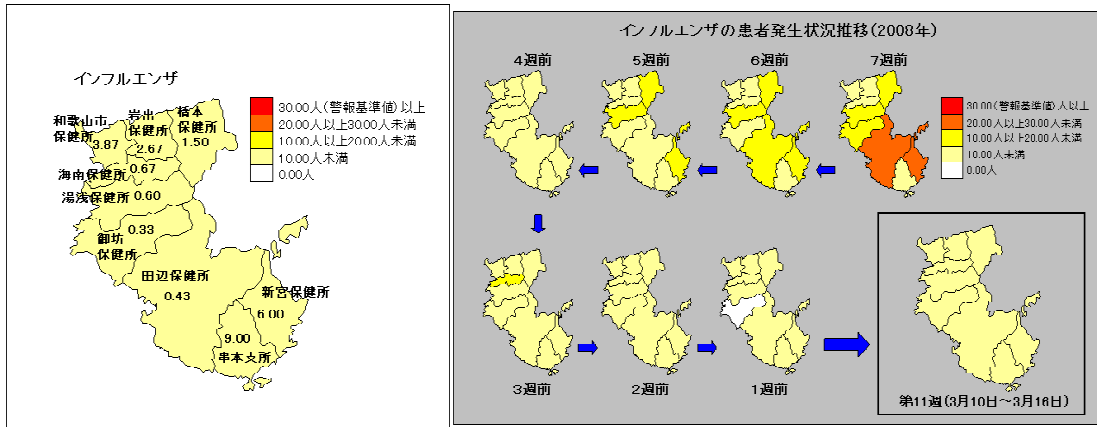 インフルエンザ
30.00人(警報基準値)以上
20.00人以上30.00人未満
10.00人以上20.00人未満
10.00人未満
0.00人
和歌山市
保健所
3.87
岩出
保健所
2.67
橋本
保健所
1.50
海南保健所
0.67
湯浅保健所
0.60
御坊
保健所
0.33
田辺保健所
0.43
新宮保健所
6.00
9.00
串本支所
インフルエンザの患者発生状況推移(2008年)
4週前
5週前
6週前
7週前
30.00(警報基準値)人以上
20.00人以上30.00人未満
10.00人以上20.00人未満
10.00人未満
0.00人
3週前
2週前
1週前
第11週(3月10日~3月16日)